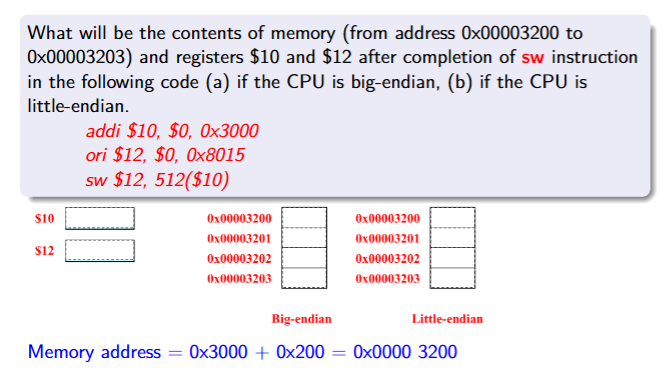 What will be the contents of memory (from address 0x00003200 to
0x00003203) and registers $10 and $12 after completion of sw instruction
in the following code (a) if the CPU is big-endian, (b) if the CPU is
little-endian.
addi $10, $0, 0x3000
ori $12, $0, 0x8015
sw $12, 512($10)
$10 0x00003200 0x00003200
0x00003201 0x00003201
$12 0x00003202 0x00003202
0x00003203 0x00003203
Big-endian Little-endian
Memory address = 0x3000 + 0x200 = 0x0000 3200